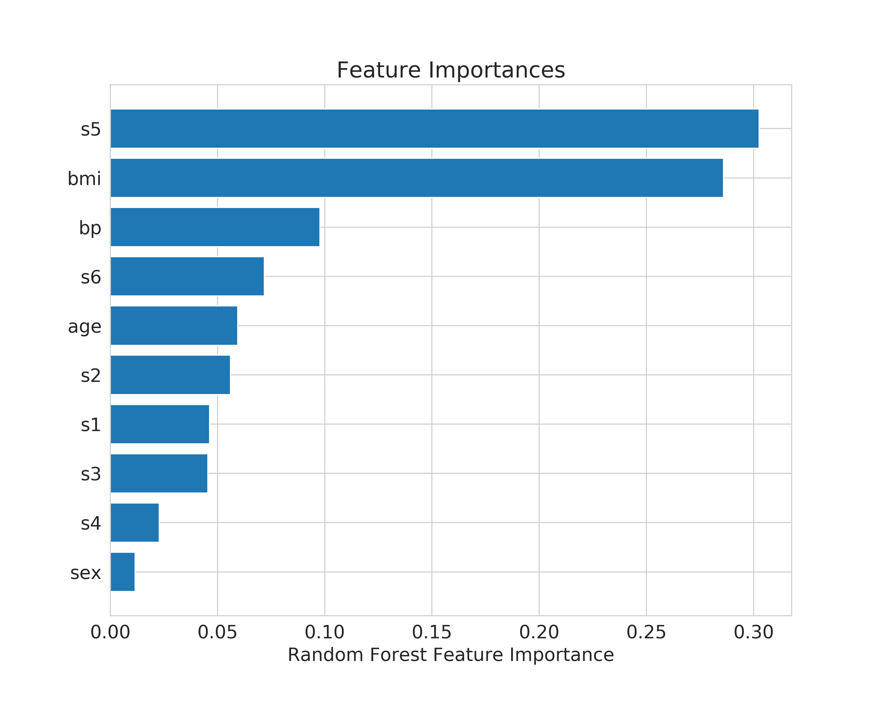 Feature Importances
s5
bmi
bp
s6
age
s2
s1
s3
s4
sex
0.00 0.05 0.10 0.15 0.20 0.25 0.30
Random Forest Feature Importance